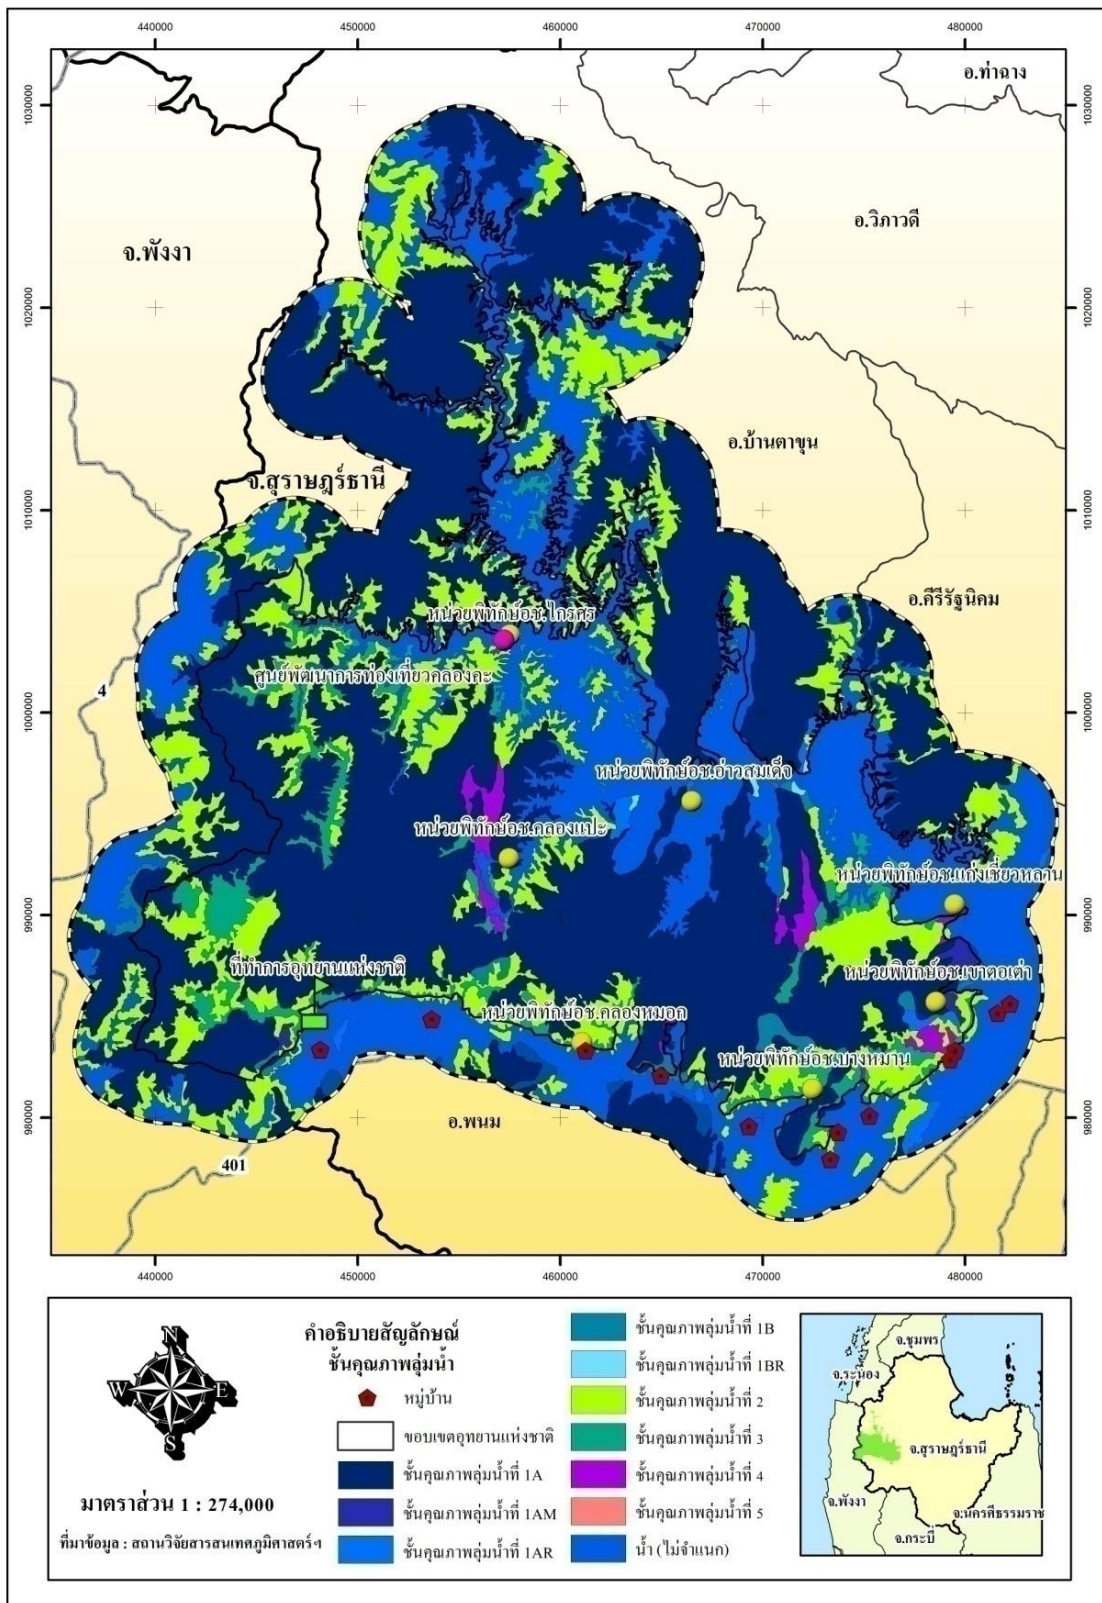 440000 450000 460000 470000 480000
1030000 1030000
1020000 1020000
1010000 1010000
1000000 1000000
990000 990000
980000 980000
อ.ท่าฉาง
อ.วิภาวดี
จ.พังงา
อ.บ้านตาขุน
จ.สุราษฎร์ธานี
อ.คีรีรัฐนิคม
หน่วยพิทักษ์อช.ไกรศร
ศูนย์พัฒนาการท่องเที่ยวคลองคะ
4
หน่วยพิทักษ์อช.อ่าวสมเด็จ
หน่วยพิทักษ์อช.คลองแปะ
หน่วยพิทักษ์อช.แก่งเชี่ยวหลาน
ที่ทำการอุทยานแห่งชาติ
หน่วยพิทักษ์อช.เขาตอเต่า
หน่วยพิทักษ์อช.คลองหมอก
หน่วยพิทักษ์อช.บางหมาน
อ.พนม
401
440000 450000 460000 470000 480000
N
W E
S
มาตราส่วน 1 : 274,000
ที่มาข้อมูล : สถานวิจัยสารสนเทศภูมิศาสตร์ฯ
คำอธิบายสัญลักษณ์
ชั้นคุณภาพลุ่มน้ำ
หมู่บ้าน
ขอบเขตอุทยานแห่งชาติ
ชั้นคุณภาพลุ่มน้ำที่ 1A
ชั้นคุณภาพลุ่มน้ำที่ 1AM
ชั้นคุณภาพลุ่มน้ำที่ 1AR
ชั้นคุณภาพลุ่มน้ำที่ 1B
ชั้นคุณภาพลุ่มน้ำที่ 1BR
ชั้นคุณภาพลุ่มน้ำที่ 2
ชั้นคุณภาพลุ่มน้ำที่ 3
ชั้นคุณภาพลุ่มน้ำที่ 4
ชั้นคุณภาพลุ่มน้ำที่ 5
น้ำ (ไม่จำแนก)
จ.ชุมพร
จ.ระนอง
จ.สุราษฎร์ธานี
จ.พังงา
จ.นครศรีธรรมราช
จ.กระบี่